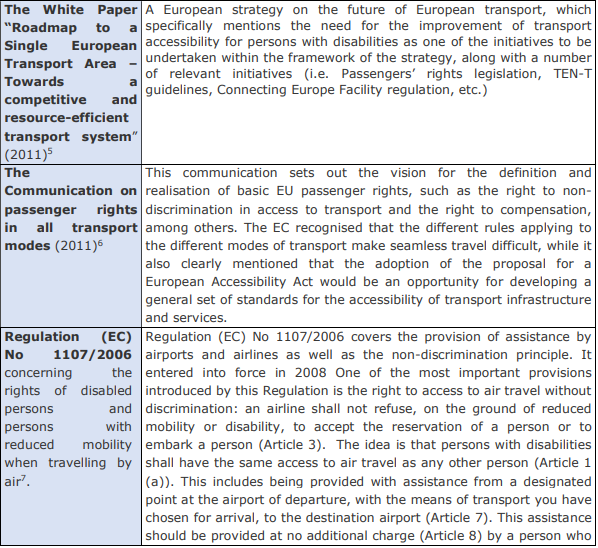 The White Paper
“Roadmap to a
Single European
Transport Area –
Towards a
competitive and
resource-efficient
transport system”
(2011)5
A European strategy on the future of European transport, which
specifically mentions the need for the improvement of transport
accessibility for persons with disabilities as one of the initiatives to be
undertaken within the framework of the strategy, along with a number
of relevant initiatives (i.e. Passengers’ rights legislation, TEN-T
guidelines, Connecting Europe Facility regulation, etc.)
The
Communication on
passenger rights
in all transport
modes (2011)6
This communication sets out the vision for the definition and
realisation of basic EU passenger rights, such as the right to non-
discrimination in access to transport and the right to compensation,
among others. The EC recognised that the different rules applying to
the different modes of transport make seamless travel difficult, while it
also clearly mentioned that the adoption of the proposal for a
European Accessibility Act would be an opportunity for developing a
general set of standards for the accessibility of transport infrastructure
and services.
Regulation (EC)
No 1107/2006
concerning the
rights of disabled
persons and
persons with
reduced mobility
when travelling by
air7.
Regulation (EC) No 1107/2006 covers the provision of assistance by
airports and airlines as well as the non-discrimination principle. It
entered into force in 2008 One of the most important provisions
introduced by this Regulation is the right to access to air travel without
discrimination: an airline shall not refuse, on the ground of reduced
mobility or disability, to accept the reservation of a person or to
embark a person (Article 3). The idea is that persons with disabilities
shall have the same access to air travel as any other person (Article 1
(a)). This includes being provided with assistance from a designated
point at the airport of departure, with the means of transport you have
chosen for arrival, to the destination airport (Article 7). This assistance
should be provided at no additional charge (Article 8) by a person who